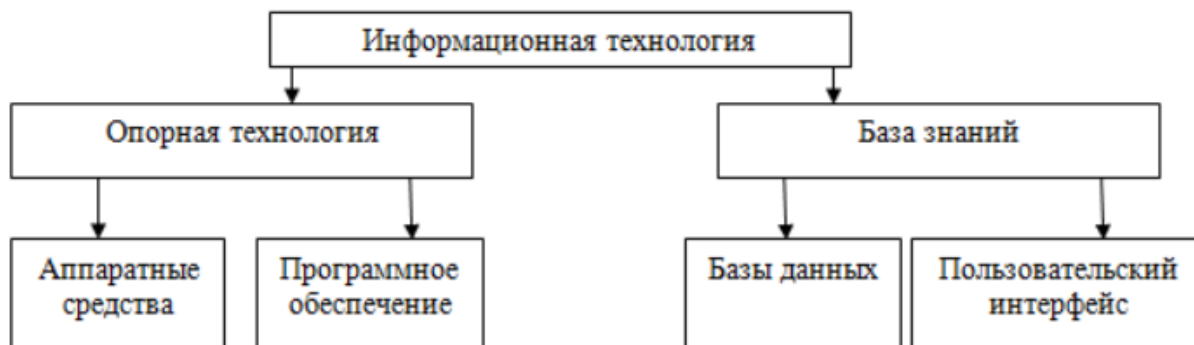 Информационная технология
Опорная технология
База знаний
Аппаратные
средства
Программное
обеспечение
Базы данных
Пользовательский
интерфейс